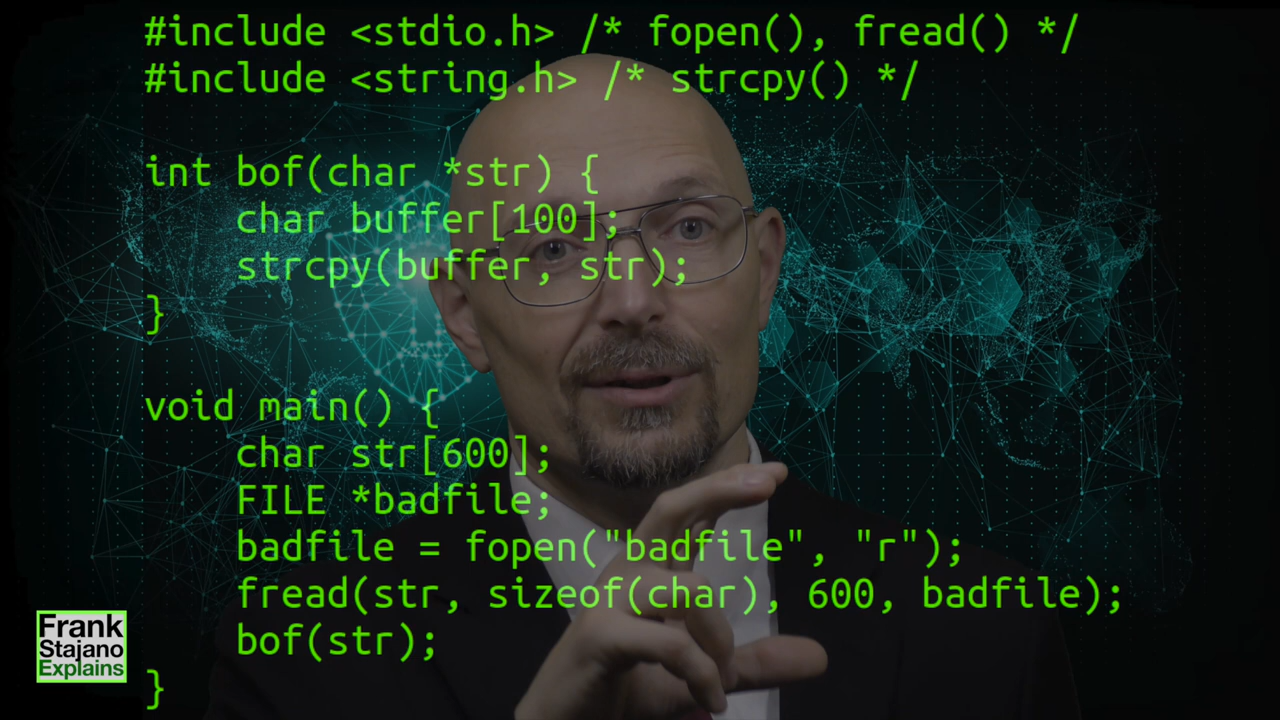 #include <stdio.h> /* fopen(), fread() */
#include <string.h> /* strcpy() */
int bof(char *str) {
char buffer[100];
strcpy(buffer, str);
}
void main() {
char str[600];
FILE *badfile;
badfile = fopen("badfile", "r");
fread(str, sizeof(char), 600, badfile);
bof(str);
}
Frank
Stajano
Explains